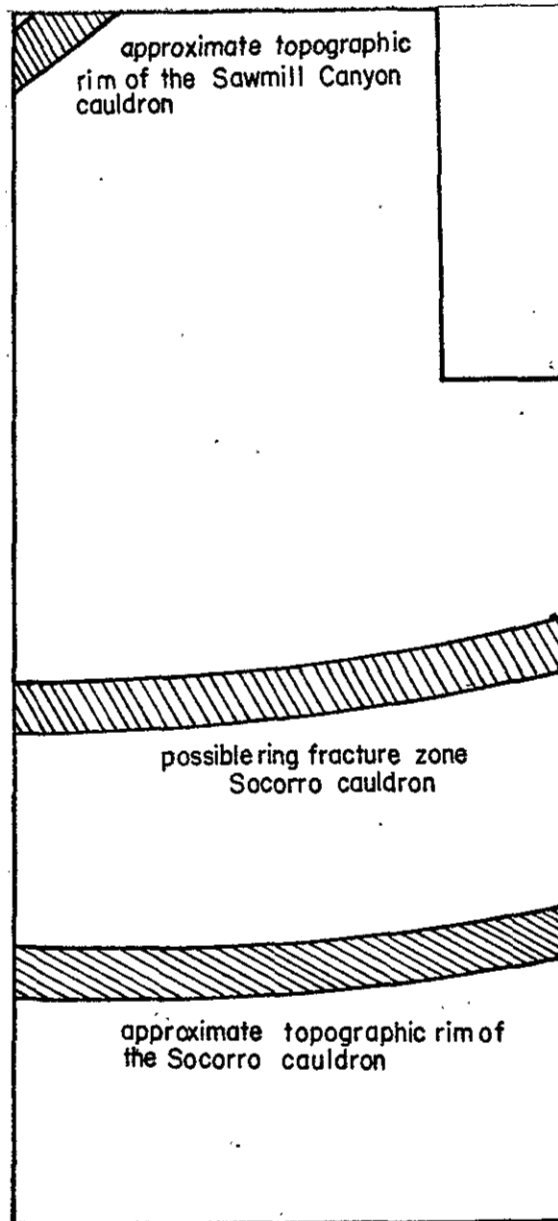 approximate topographic
rim of the Sawmill Canyon
cauldron
possible ring fracture zone
Socorro cauldron
approximate topographic rim of
the Socorro cauldron